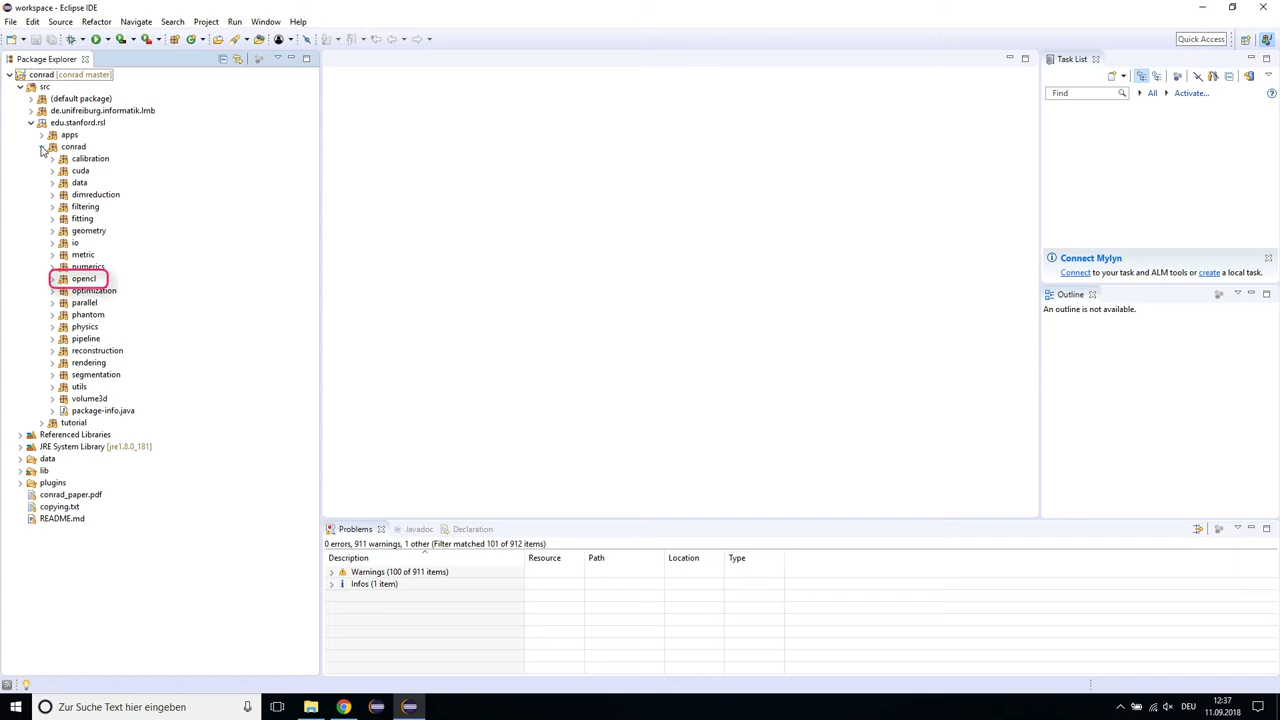 workspace - Eclipse IDE
File Edit Source Refactor Navigate Search Project Run Window Help
Quick Access
Package Explorer
conrad [conrad master]
src
(default package)
de.unifreiburg.informatik.lmb
edu.stanford.rsl
apps
conrad
calibration
cuda
data
dimreduction
filtering
fitting
geometry
io
metric
numerics
opencl
optimization
parallel
phantom
physics
pipeline
reconstruction
rendering
segmentation
utils
volume3d
package-info.java
tutorial
Referenced Libraries
JRE System Library [jre1.8.0_181]
data
lib
plugins
conrad_paper.pdf
copying.txt
README.md
Task List
Find All Activate...
Connect Mylyn
Connect to your task and ALM tools or create a local task.
Outline
An outline is not available.
Problems Javadoc Declaration
0 errors, 911 warnings, 1 other (Filter matched 101 of 912 items)
Description Resource Path Location Type
Warnings (100 of 911 items)
Infos (1 item)
Zur Suche Text hier eingeben
DEU
12:37
11.09.2018